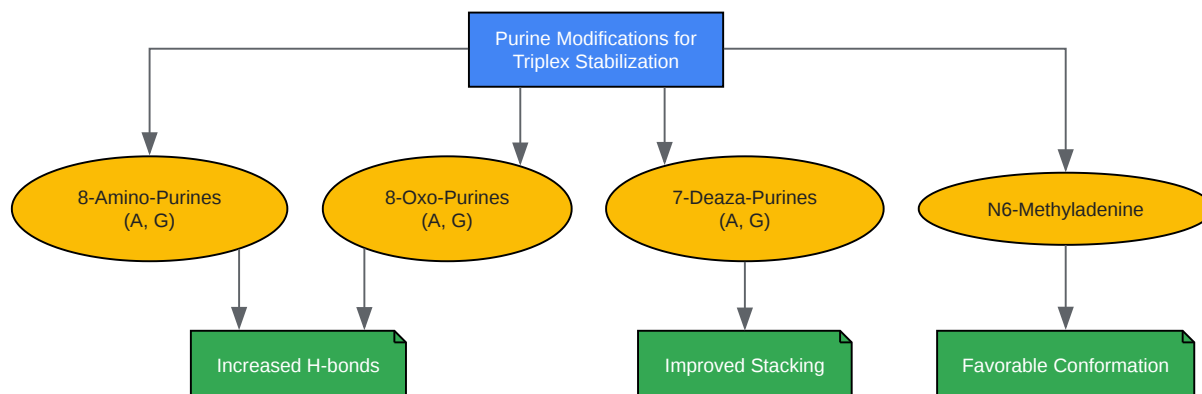 Purine Modifications for
Triplex Stabilization
8-Amino-Purines
(A, G)
8-Oxo-Purines
(A, G)
7-Deaza-Purines
(A, G)
N6-Methyladenine
Increased H-bonds
Improved Stacking
Favorable Conformation